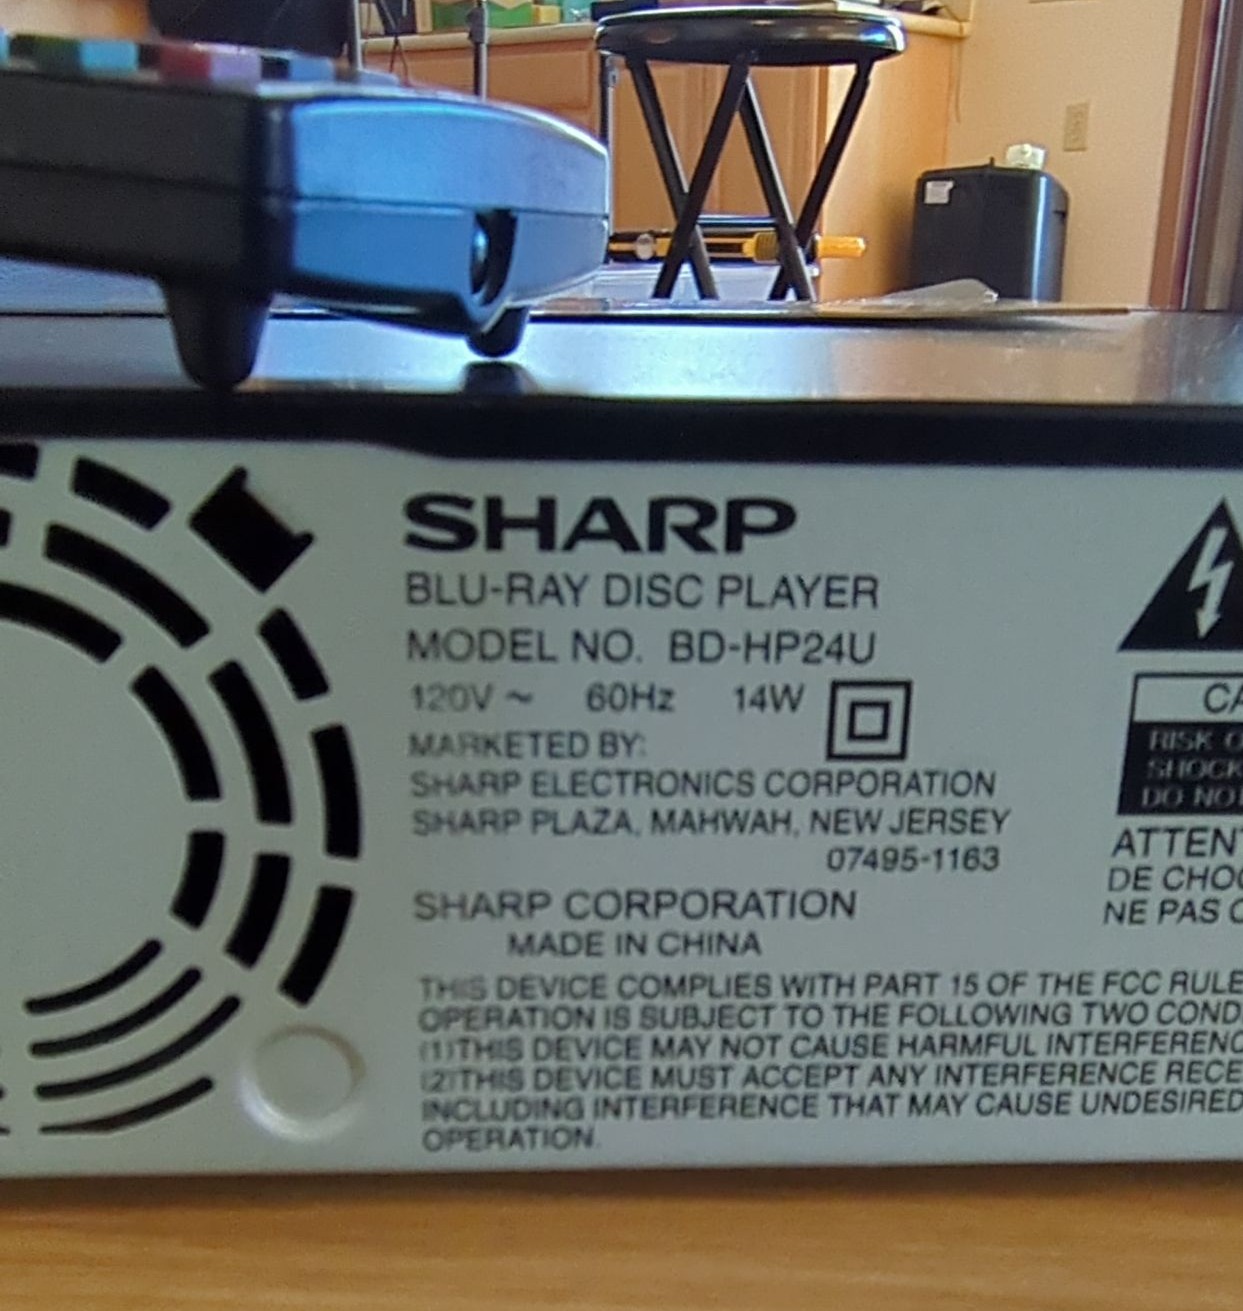 SHARP
BLU-RAY DISC PLAYER
MODEL NO. BD-HP24U
120V ~ 60Hz 14W
MARKETED BY:
SHARP ELECTRONICS CORPORATION
SHARP PLAZA, MAHWAH, NEW JERSEY
07495-1163
SHARP CORPORATION
MADE IN CHINA
THIS DEVICE COMPLIES WITH PART 15 OF THE FCC RULE
OPERATION IS SUBJECT TO THE FOLLOWING TWO COND
(1)THIS DEVICE MAY NOT CAUSE HARMFUL INTERFERENC
(2)THIS DEVICE MUST ACCEPT ANY INTERFERENCE RECE
INCLUDING INTERFERENCE THAT MAY CAUSE UNDESIRED
OPERATION.
CA
RISK O
SHOCK
DO NO
ATTEN
DE CHO
NE PAS